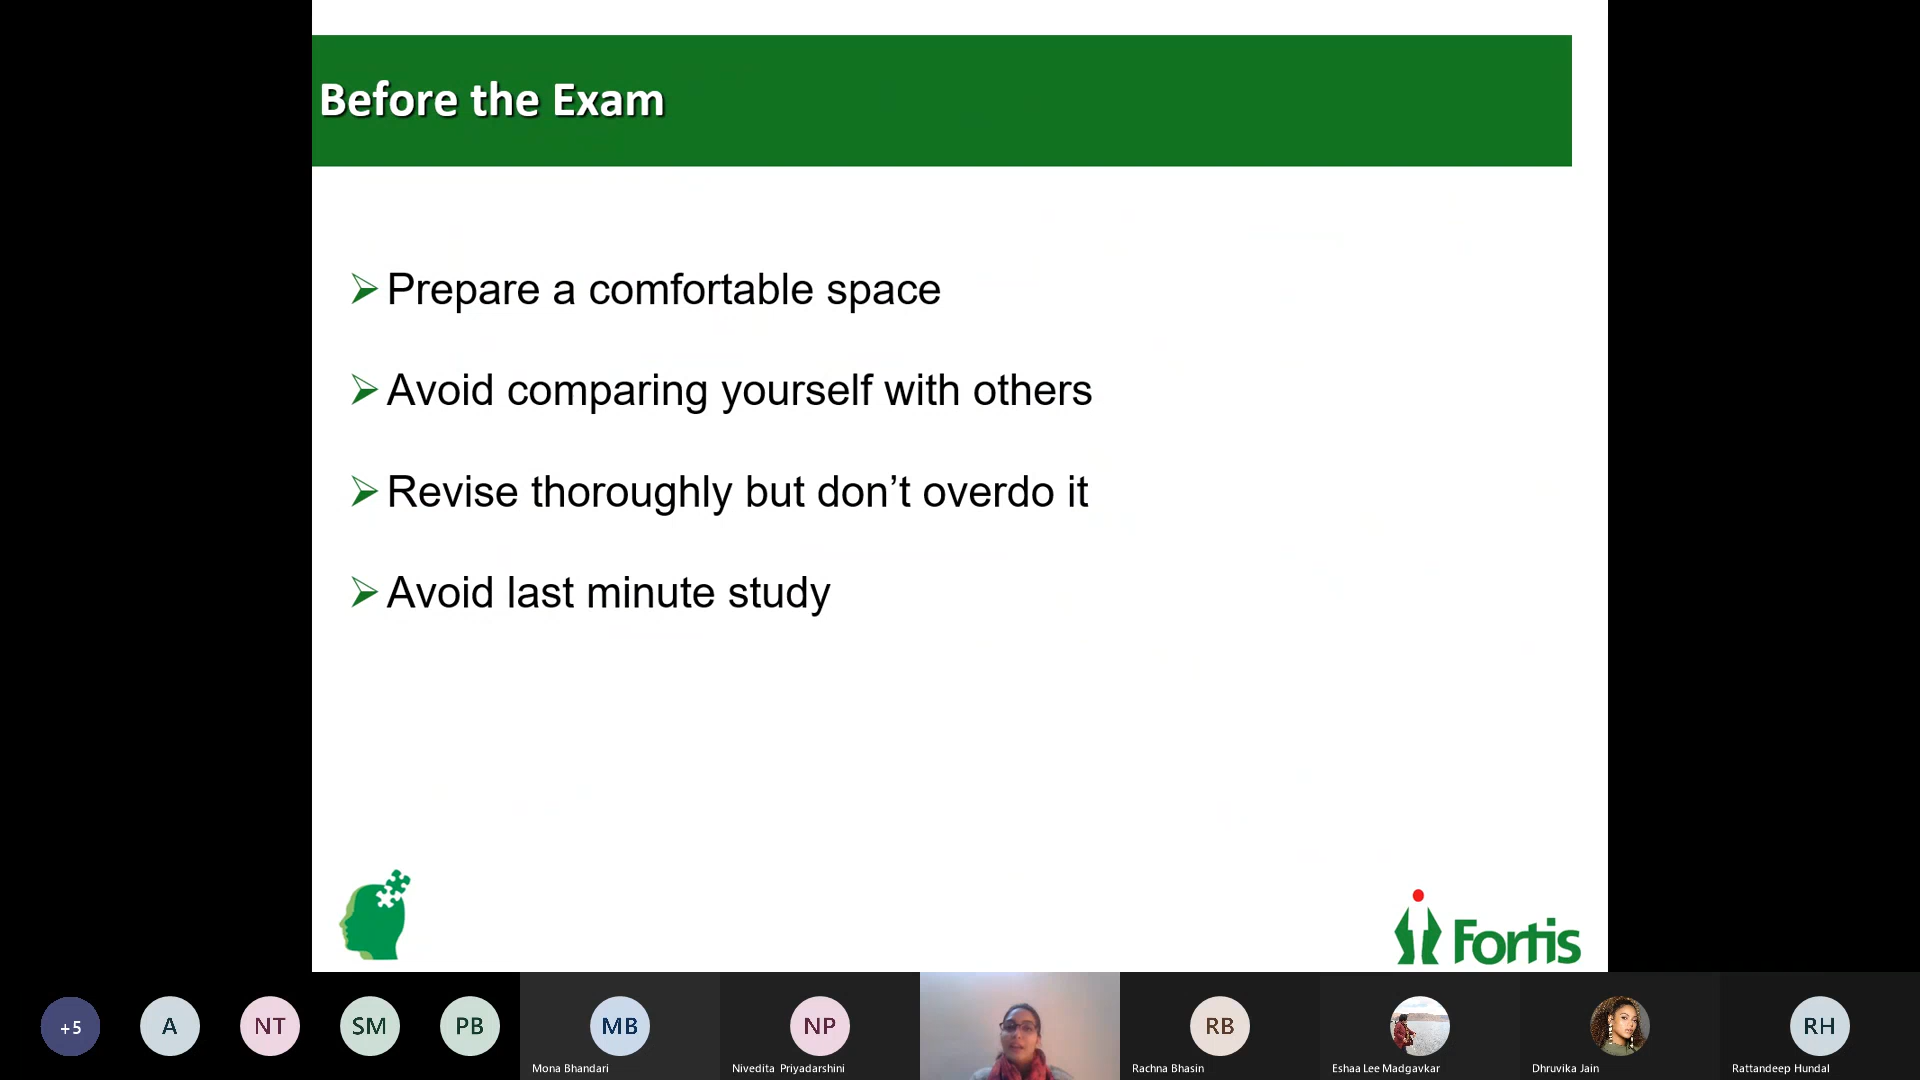 Before the Exam
Prepare a comfortable space
Avoid comparing yourself with others
Revise thoroughly but don’t overdo it
Avoid last minute study
Fortis
+5
A
NT
SM
PB
MB
NP
RB
RH
Mona Bhandari
Nivedita Priyadarshini
Rachna Bhasin
Eshaa Lee Madgavkar
Dhruvika Jain
Rattandeep Hundal